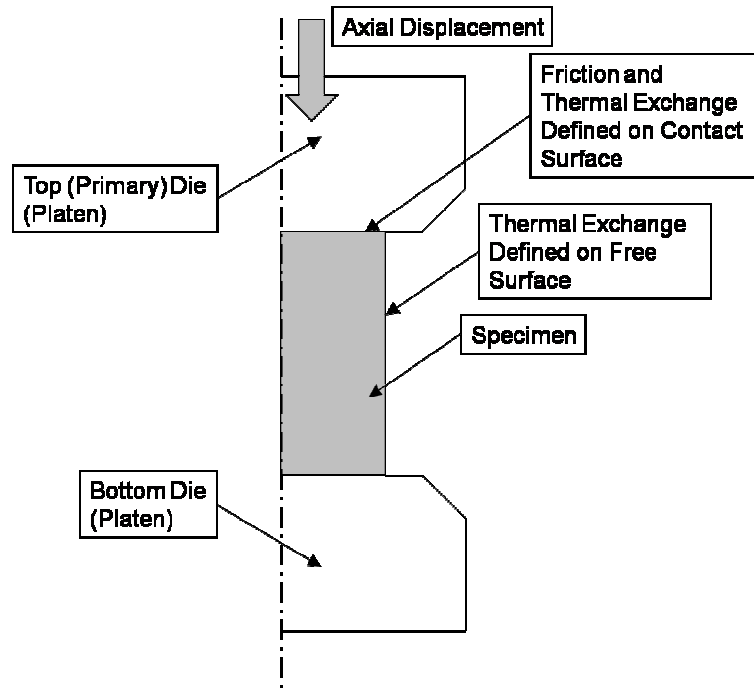 Axial Displacement
Friction and
Thermal Exchange
Defined on Contact
Surface
Top (Primary) Die
(Platen)
Thermal Exchange
Defined on Free
Surface
Specimen
Bottom Die
(Platen)